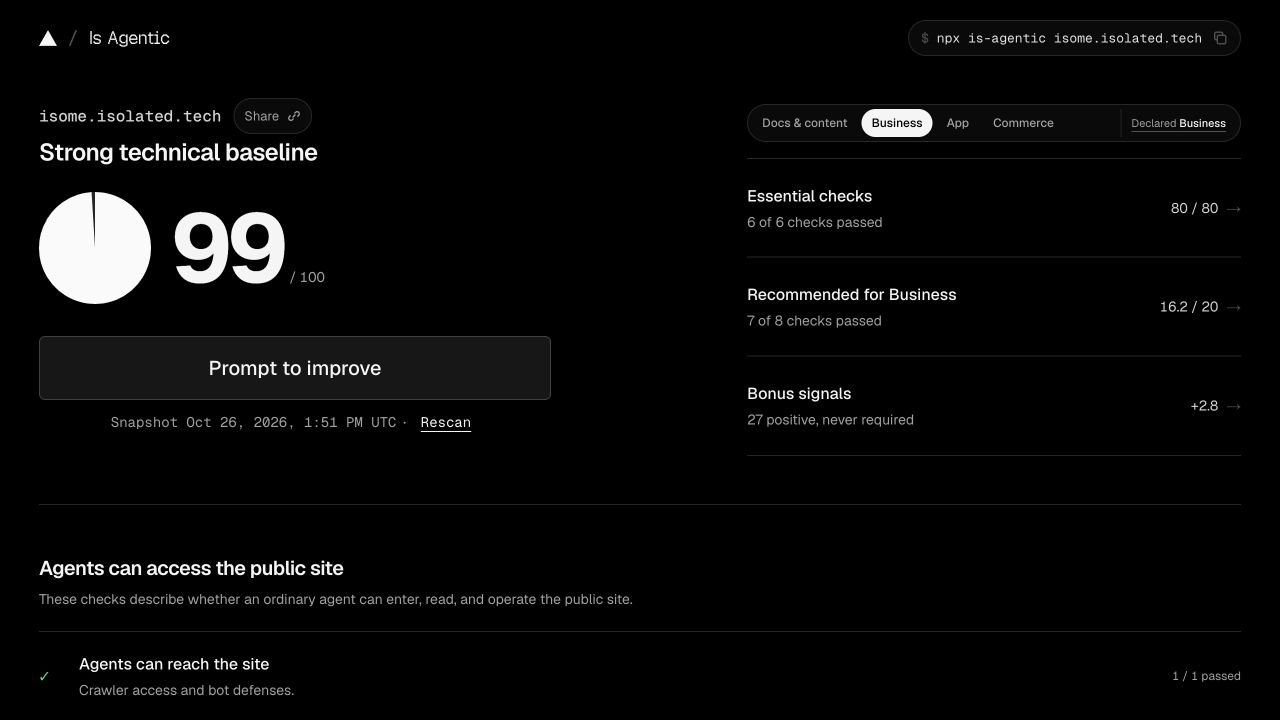 / Is Agentic
$ npx is-agentic isome.isolated.tech
isome.isolated.tech Share
Strong technical baseline
99 / 100
Prompt to improve
Snapshot Oct 26, 2026, 1:51 PM UTC · Rescan
Docs & content Business App Commerce Declared Business
Essential checks
6 of 6 checks passed
80 / 80 →
Recommended for Business
7 of 8 checks passed
16.2 / 20 →
Bonus signals
27 positive, never required
+2.8 →
Agents can access the public site
These checks describe whether an ordinary agent can enter, read, and operate the public site.
✓ Agents can reach the site
Crawler access and bot defenses.
1 / 1 passed